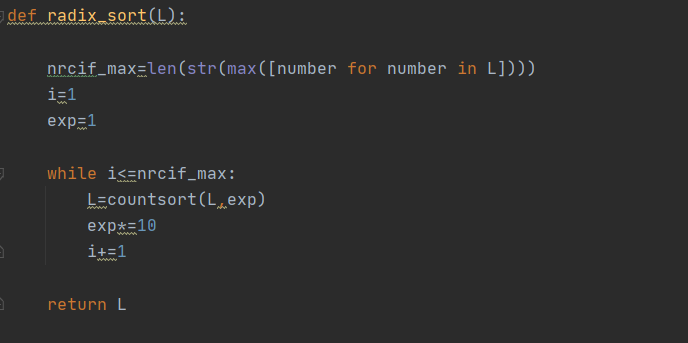 def radix_sort(L):
nrcif_max=len(str(max([number for number in L])))
i=1
exp=1
while i<=nrcif_max:
L=countsort(L,exp)
exp*=10
i+=1
return L